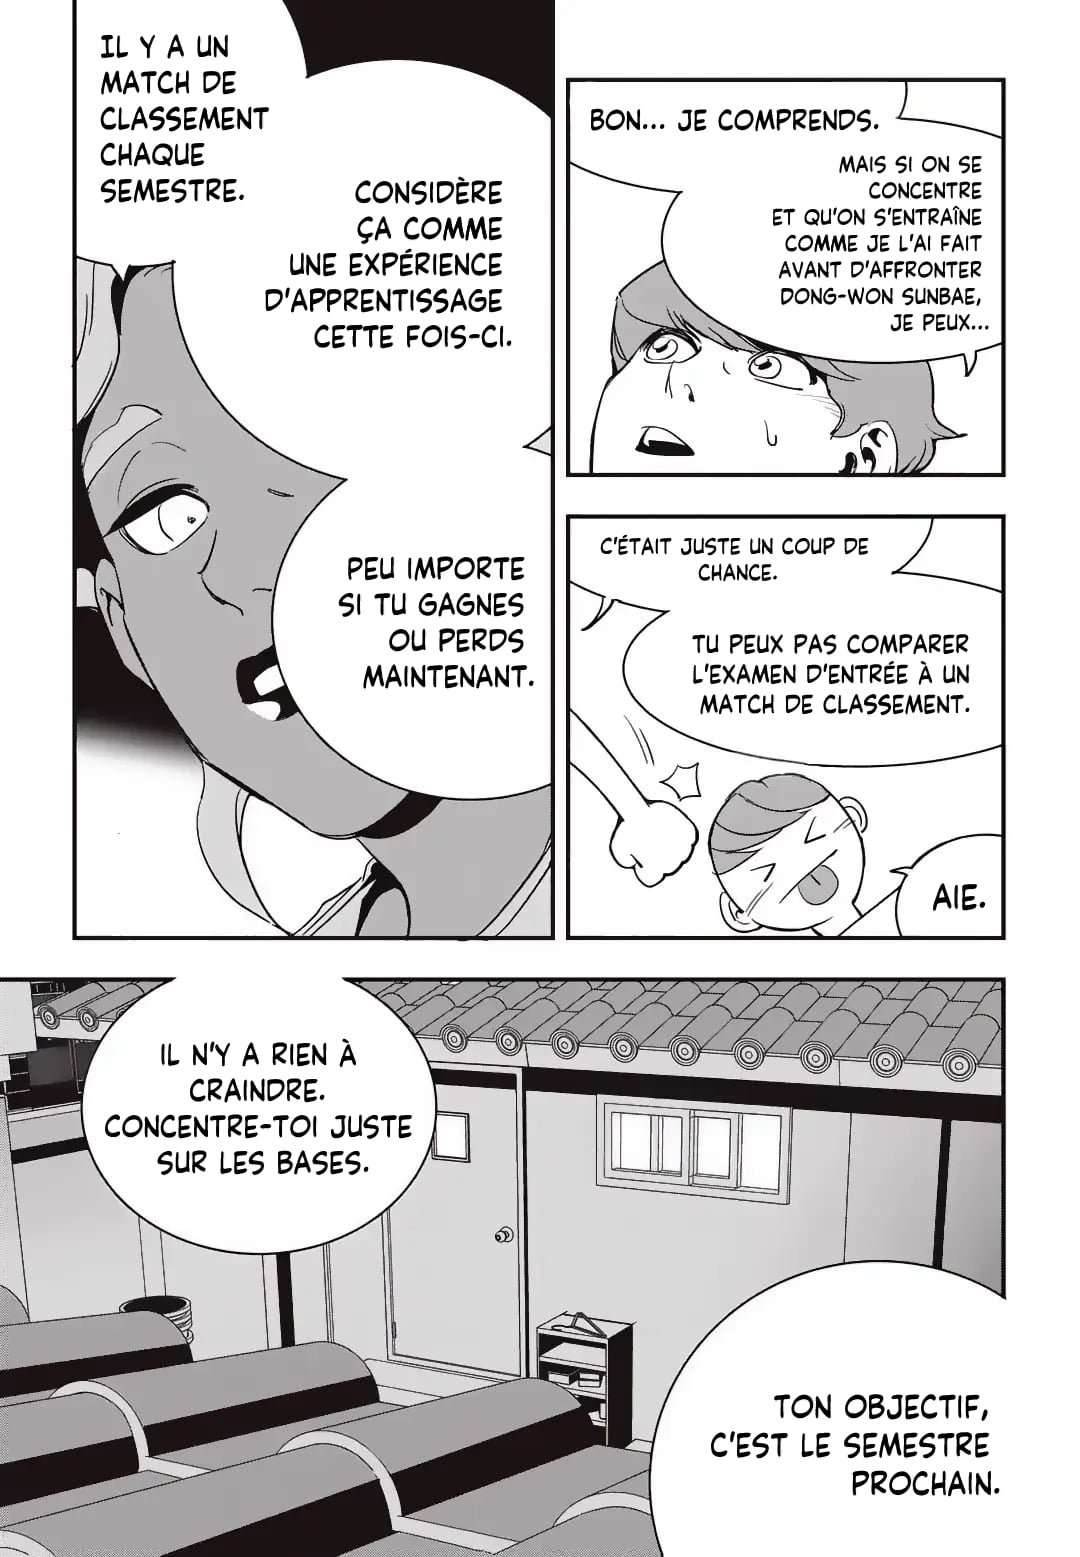 IL Y A UN
MATCH DE
CLASSEMENT
CHAQUE
SEMESTRE.
CONSIDÈRE
ÇA COMME
UNE EXPÉRIENCE
D'APPRENTISSAGE
CETTE FOIS-CI.
PEU IMPORTE
SI TU GAGNES
OU PERDS
MAINTENANT.
BON... JE COMPRENDS.
MAIS SI ON SE
CONCENTRE
ET QU'ON S'ENTRAÎNE
COMME JE L'AI FAIT
AVANT D'AFFRONTER
DONG-WON SUNBAE,
JE PEUX...
C'ÉTAIT JUSTE UN COUP DE
CHANCE.
TU PEUX PAS COMPARER
L'EXAMEN D'ENTRÉE À UN
MATCH DE CLASSEMENT.
AIE.
IL N'Y A RIEN À
CRAINDRE.
CONCENTRE-TOI JUSTE
SUR LES BASES.
TON OBJECTIF,
C'EST LE SEMESTRE
PROCHAIN.